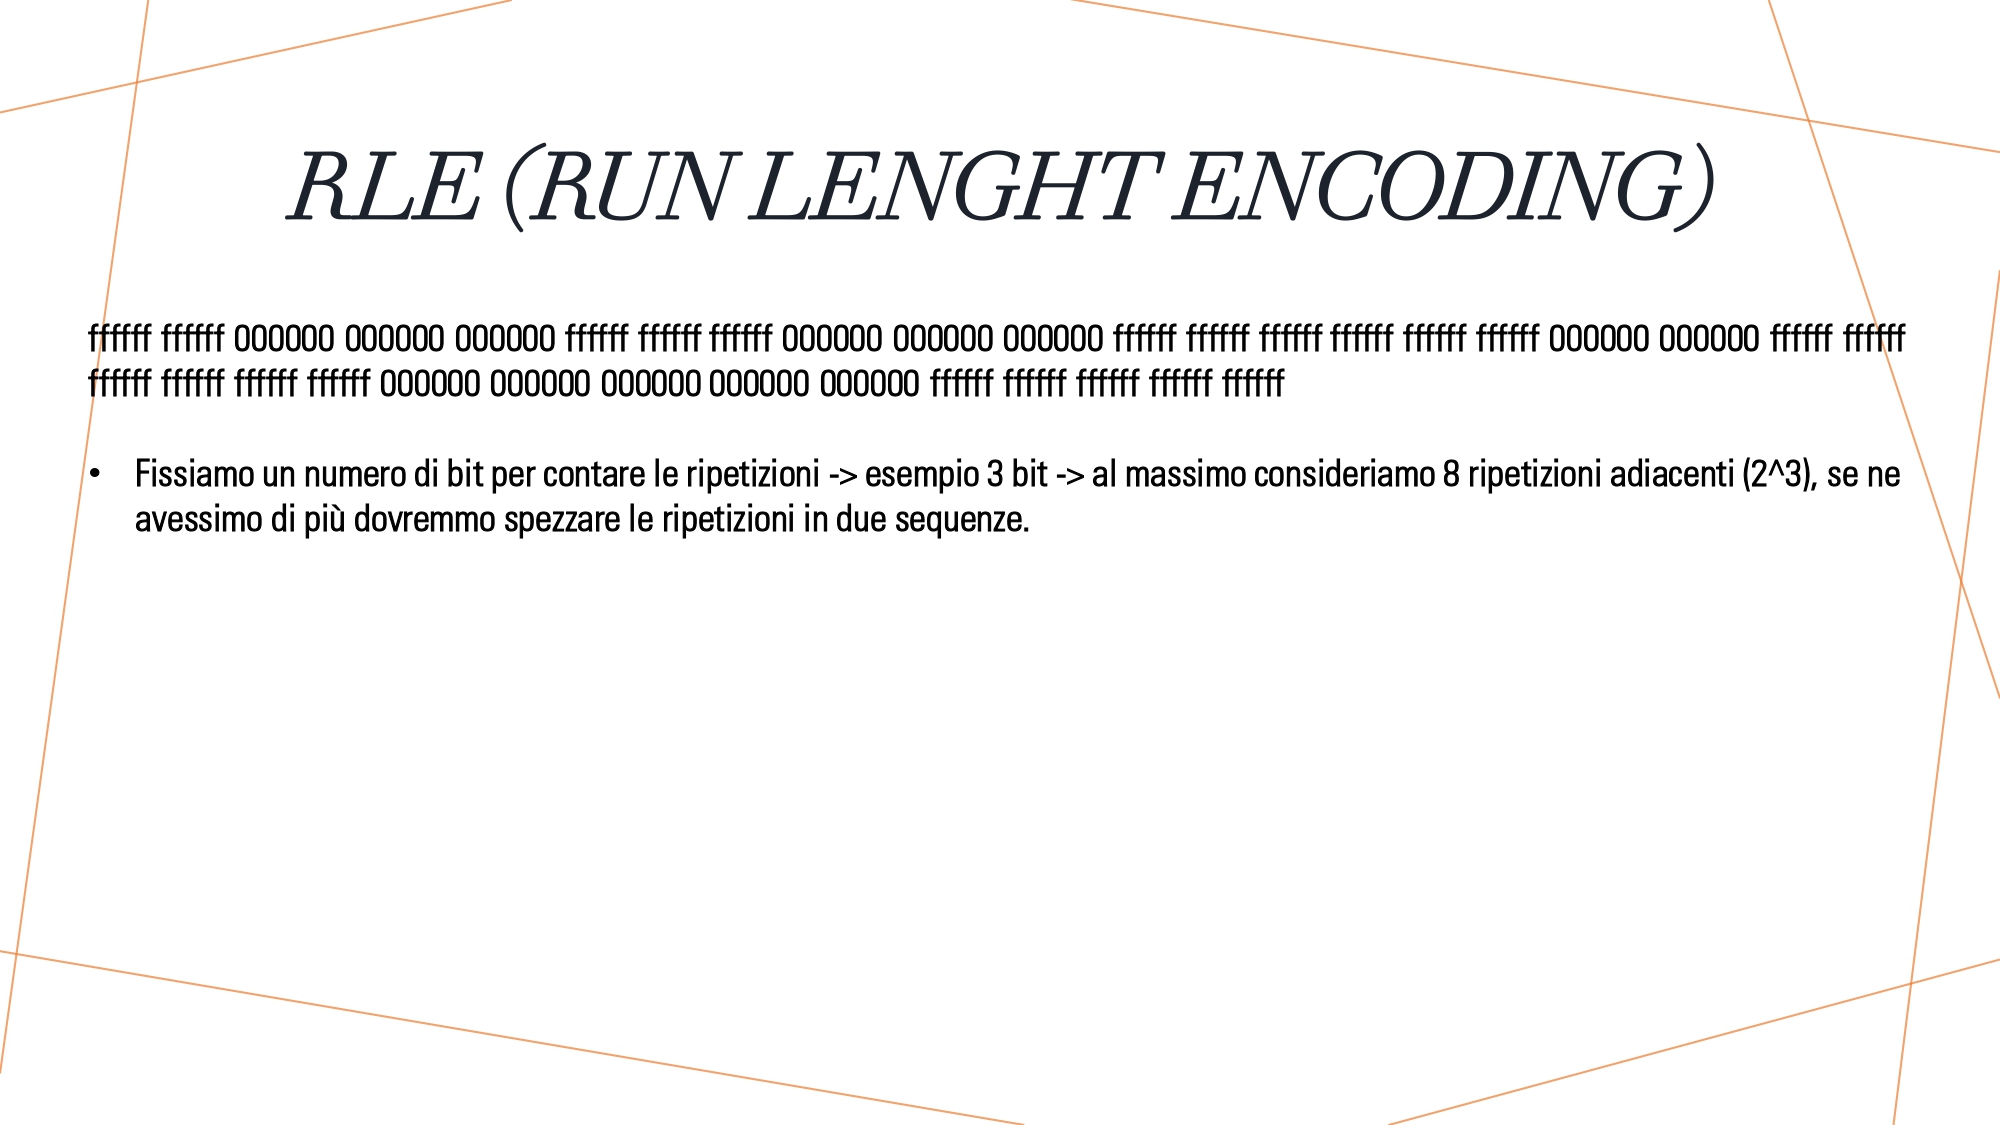 RLE (RUN LENGHT ENCODING)
ffffff ffffff 000000 000000 000000 ffffff ffffff ffffff 000000 000000 000000 ffffff ffffff ffffff ffffff ffffff ffffff 000000 000000 ffffff ffffff
ffffff ffffff ffffff ffffff 000000 000000 000000 000000 000000 ffffff ffffff ffffff ffffff ffffff
• Fissiamo un numero di bit per contare le ripetizioni -> esempio 3 bit -> al massimo consideriamo 8 ripetizioni adiacenti (2^3), se ne
avessimo di più dovremmo spezzare le ripetizioni in due sequenze.